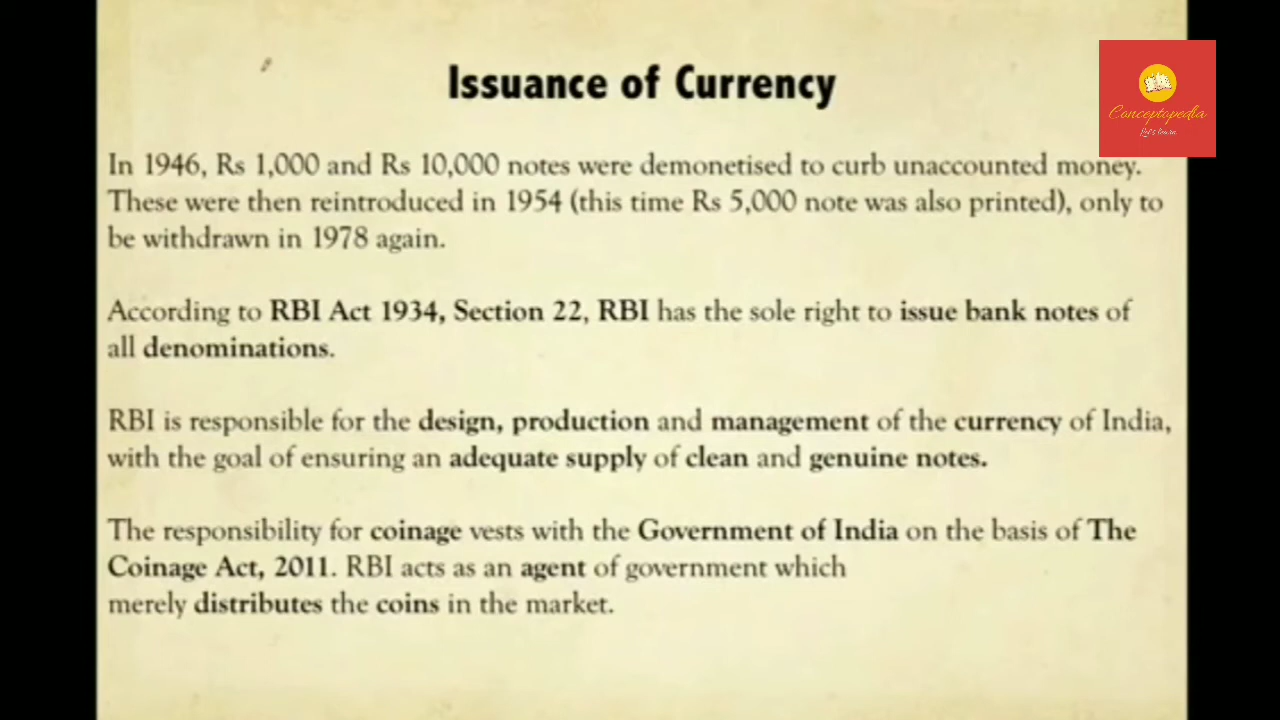 Issuance of Currency
Conceptopedia
Let's learn
In 1946, Rs 1,000 and Rs 10,000 notes were demonetised to curb unaccounted money.
These were then reintroduced in 1954 (this time Rs 5,000 note was also printed), only to
be withdrawn in 1978 again.
According to RBI Act 1934, Section 22, RBI has the sole right to issue bank notes of
all denominations.
RBI is responsible for the design, production and management of the currency of India,
with the goal of ensuring an adequate supply of clean and genuine notes.
The responsibility for coinage vests with the Government of India on the basis of The
Coinage Act, 2011. RBI acts as an agent of government which
merely distributes the coins in the market.